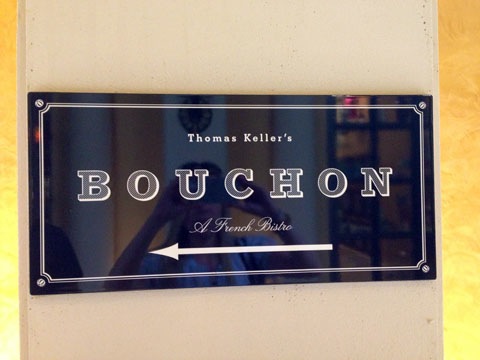 Thomas Keller's
BOUCHON
A French Bistro